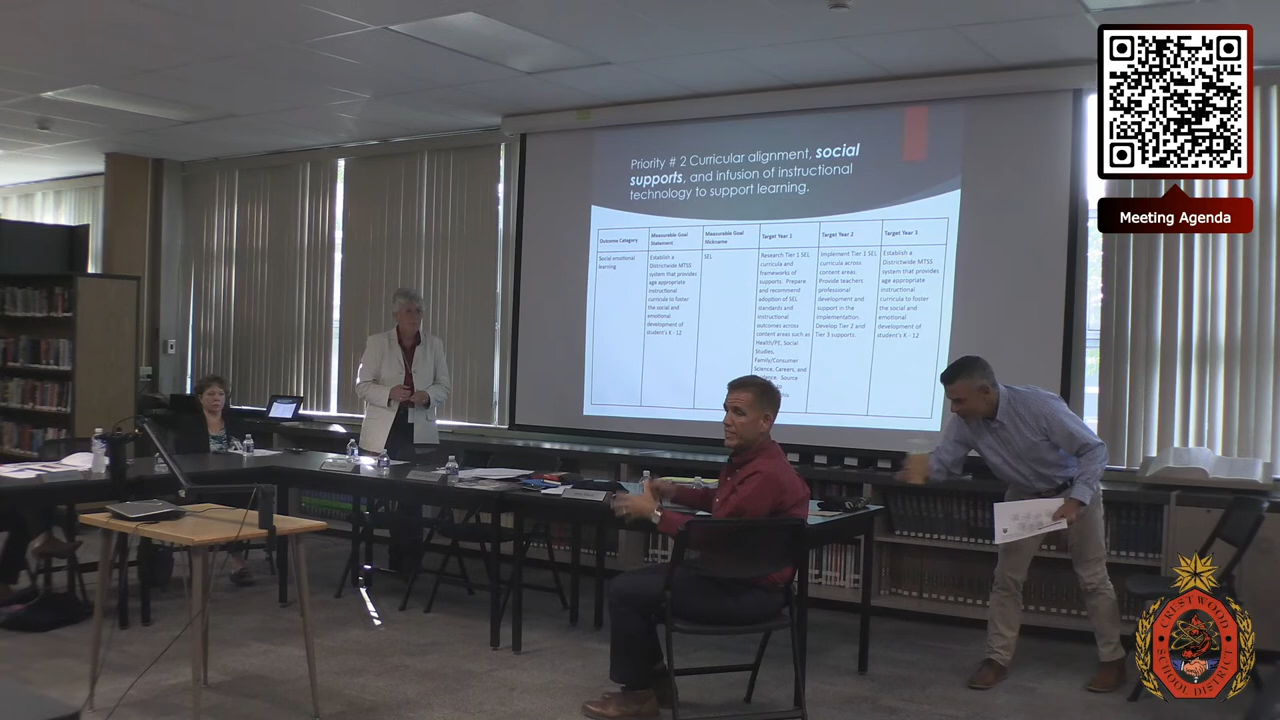 Priority # 2 Curricular alignment, social
supports, and infusion of instructional
technology to support learning.
Outcome Category
Measurable Goal
Statement
Measurable Goal
Nickname
Target Year 1
Target Year 2
Target Year 3
Social emotional
learning
Establish a
Districtwide MTSS
system that provides
age appropriate
instructional
curricula to foster
the social and
emotional
development of
student's K - 12
SEL
Research Tier 1 SEL
curricula and
frameworks of
supports. Prepare
and recommend
adoption of SEL
standards and
instructional
outcomes across
content areas such as
Health/PE, Social
Studies,
Family/Consumer
Science, Careers, and
Source
Implement Tier 1 SEL
curricula across
content areas.
Provide teachers
professional
development and
support in the
implementation.
Develop Tier 2 and
Tier 3 supports.
Establish a
Districtwide MTSS
system that provides
age appropriate
instructional
curricula to foster
the social and
emotional
development of
student's K - 12
Meeting Agenda
CRESTWOOD
SCHOOL DISTRICT